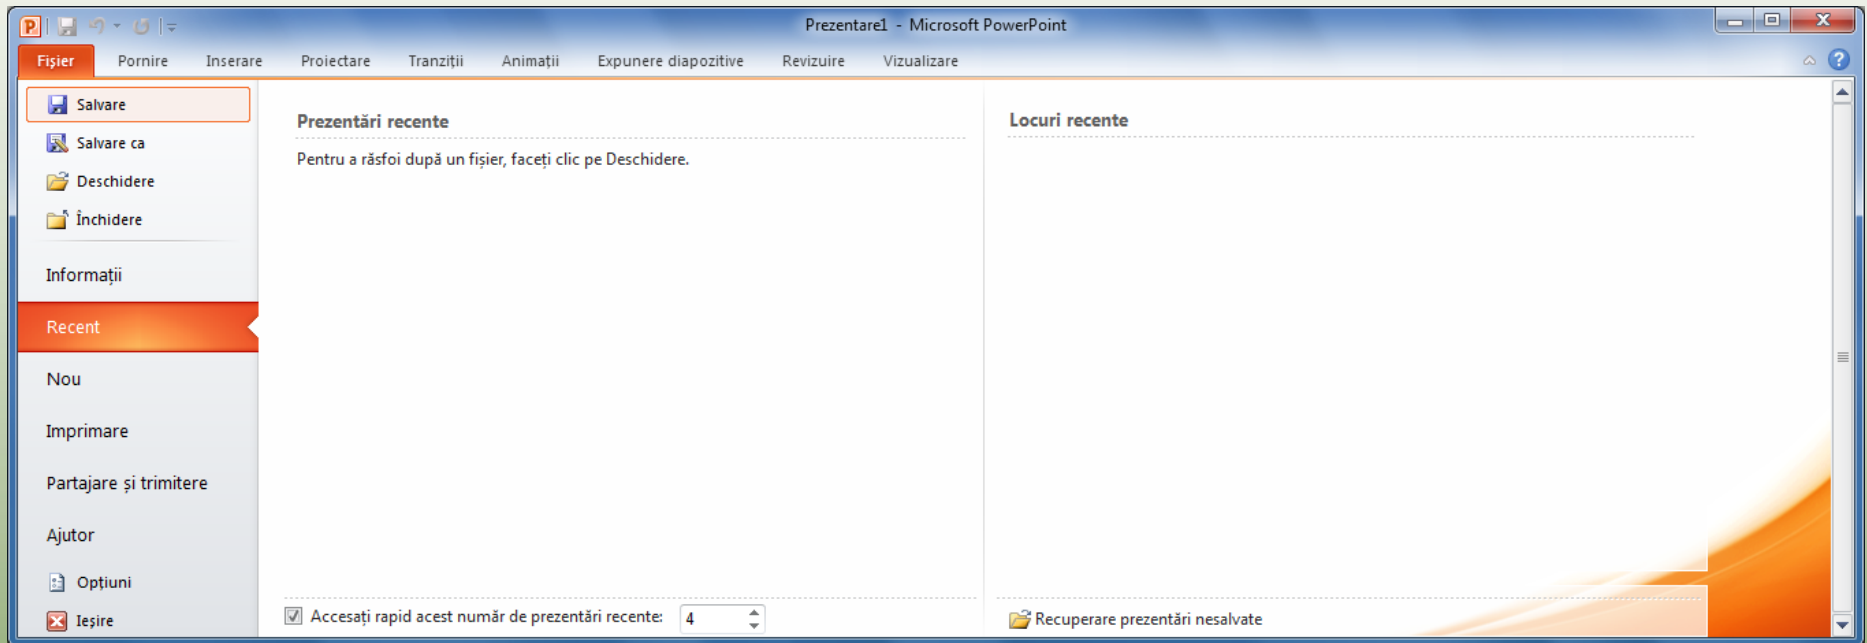 Prezentare1 - Microsoft PowerPoint
Fișier Pornire Inserare Proiectare Tranziții Animații Expunere diapozitive Revizuire Vizualizare
Salvare
Salvare ca
Deschidere
Închidere
Informații
Recent
Nou
Imprimare
Partajare și trimitere
Ajutor
Opțiuni
Ieșire
Prezentări recente
Pentru a răsfoi după un fișier, faceți clic pe Deschidere.
Accesați rapid acest număr de prezentări recente: 4
Locuri recente
Recuperare prezentări nesalvate